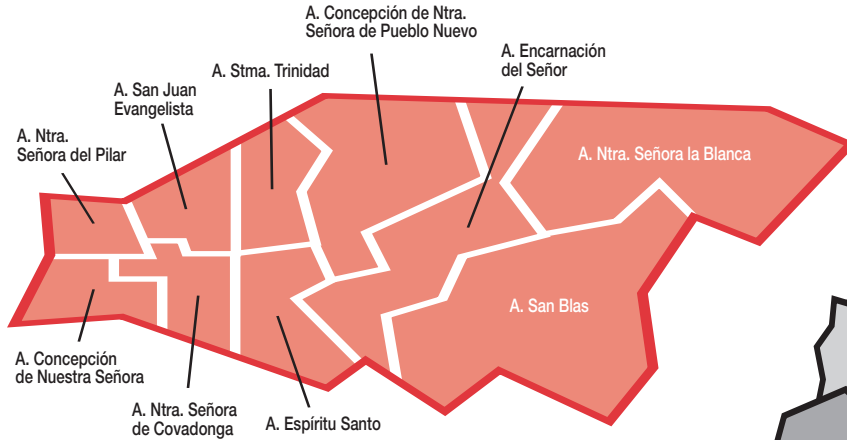 A. Concepción de Ntra.
Señora de Pueblo Nuevo
A. Encarnación
del Señor
A. Stma. Trinidad
A. San Juan
Evangelista
A. Ntra.
Señora del Pilar
A. Ntra. Señora la Blanca
A. San Blas
A. Concepción
de Nuestra Señora
A. Ntra. Señora
de Covadonga
A. Espíritu Santo